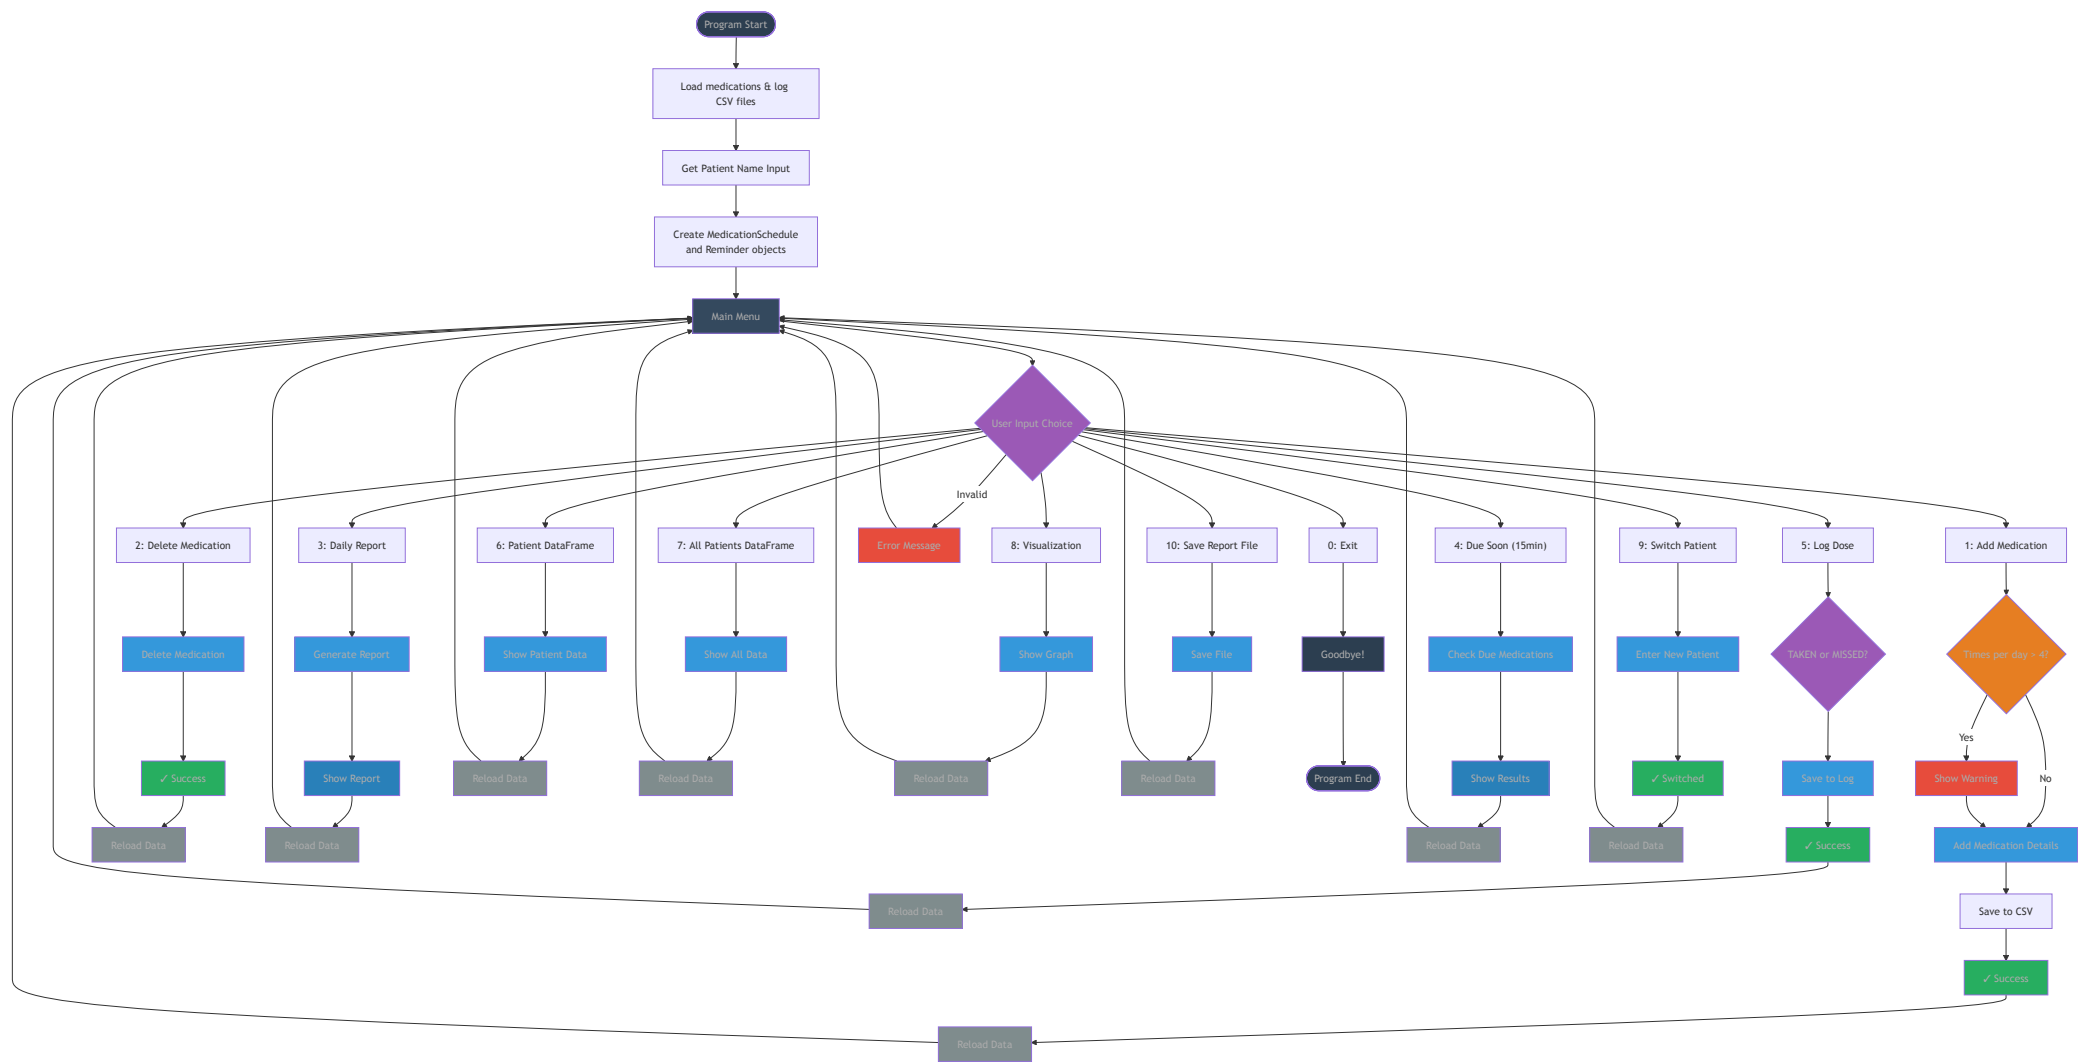 Program Start
Load medications & log
CSV files
Get Patient Name Input
Create MedicationSchedule
and Reminder objects
Main Menu
User Input Choice
Invalid
2: Delete Medication
3: Daily Report
6: Patient DataFrame
7: All Patients DataFrame
Error Message
8: Visualization
10: Save Report File
0: Exit
4: Due Soon (15min)
9: Switch Patient
5: Log Dose
1: Add Medication
Delete Medication
Generate Report
Show Patient Data
Show All Data
Show Graph
Save File
Goodbye!
Check Due Medications
Enter New Patient
TAKEN or MISSED?
Times per day = 4?
Yes
No
✓ Success
Show Report
Reload Data
Reload Data
Reload Data
Reload Data
Program End
Show Results
✓ Switched
Save to Log
Show Warning
Reload Data
Reload Data
Reload Data
Reload Data
✓ Success
Add Medication Details
Reload Data
Save to CSV
✓ Success
Reload Data